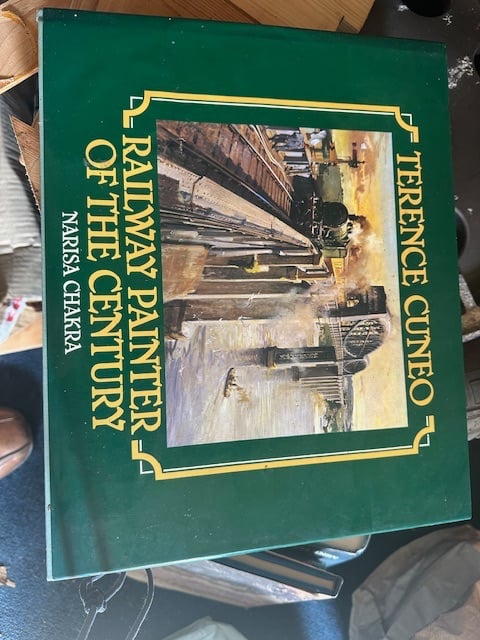 TERENCE CUNEO
RAILWAY PAINTER
OF THE CENTURY
NARISA CHAKRA